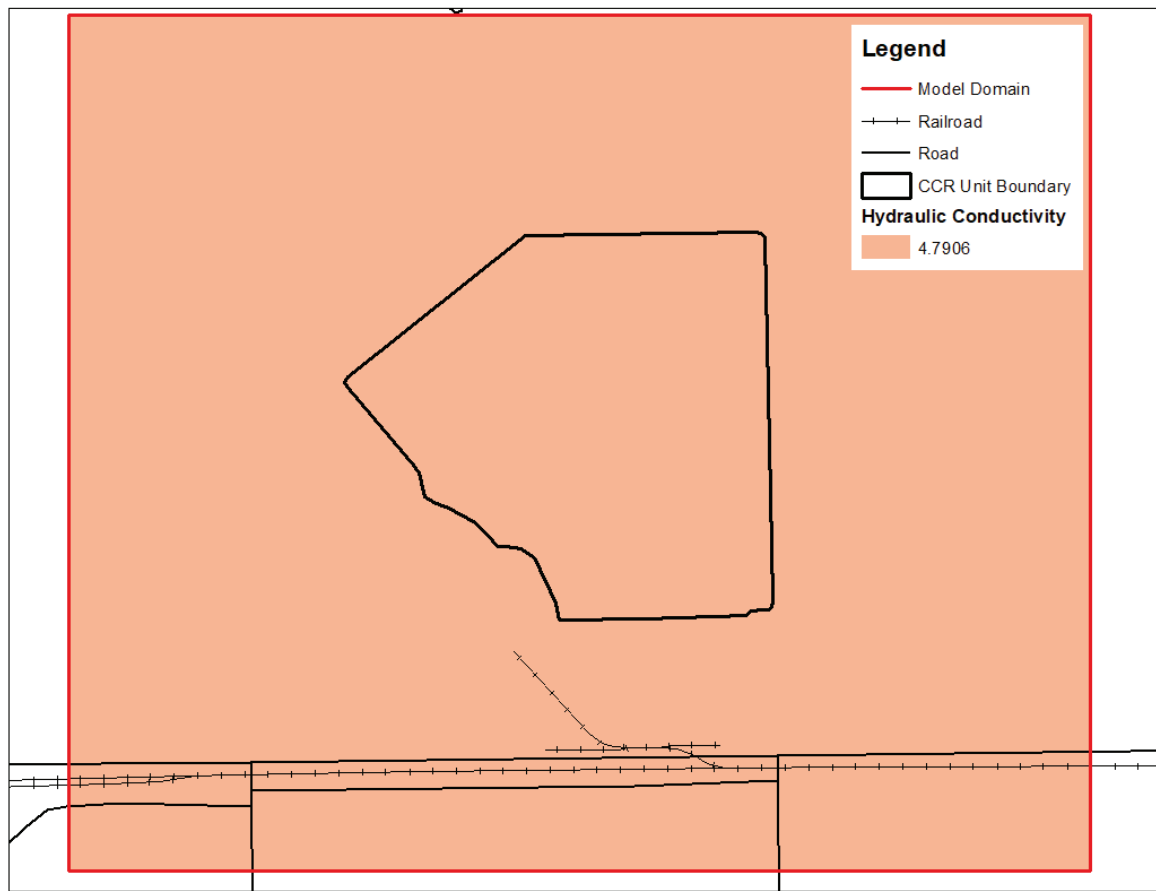 Legend
Model Domain
Railroad
Road
CCR Unit Boundary
Hydraulic Conductivity
4.7906